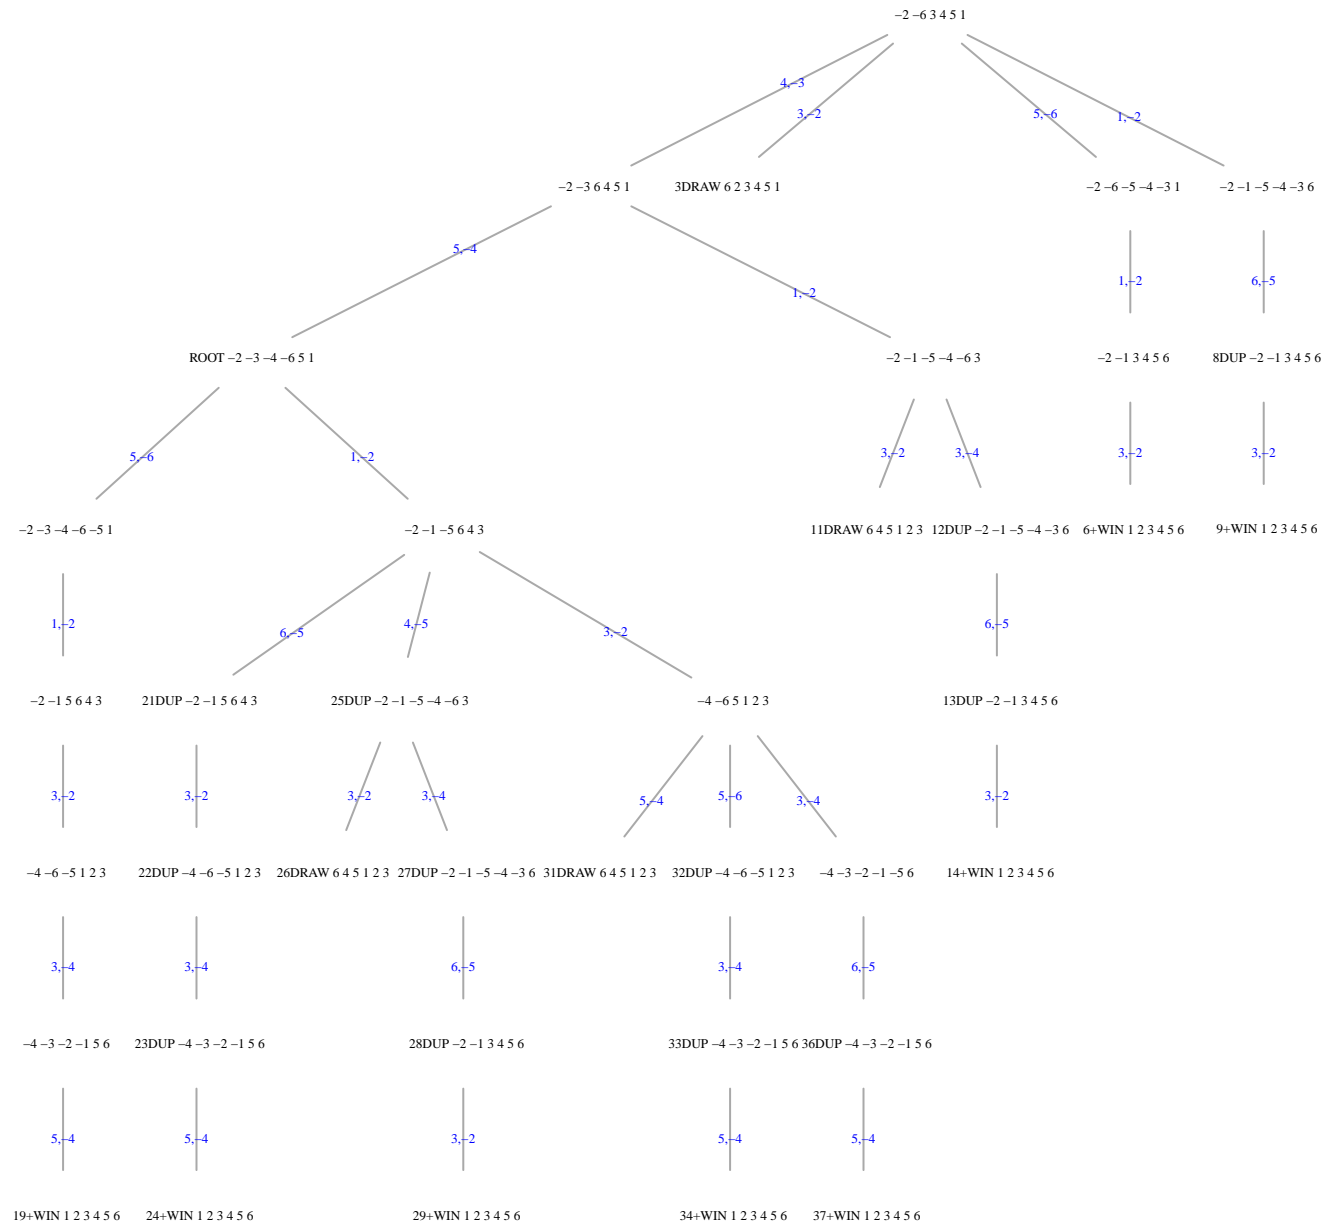 −2 −6 3 4 5 1
4,−3
3,−2
5,−6
1,−2
−2 −3 6 4 5 1
3DRAW 6 2 3 4 5 1
−2 −6 −5 −4 −3 1
−2 −1 −5 −4 −3 6
5,−4
1,−2
1,−2
6,−5
ROOT −2 −3 −4 −6 5 1
−2 −1 −5 −4 −6 3
−2 −1 3 4 5 6
8DUP −2 −1 3 4 5 6
5,−6
1,−2
3,−2
3,−4
3,−2
3,−2
−2 −3 −4 −6 −5 1
−2 −1 −5 6 4 3
11DRAW 6 4 5 1 2 3
12DUP −2 −1 −5 −4 −3 6
6+WIN 1 2 3 4 5 6
9+WIN 1 2 3 4 5 6
1,−2
6,−5
4,−5
3,−2
6,−5
−2 −1 5 6 4 3
21DUP −2 −1 5 6 4 3
25DUP −2 −1 −5 −4 −6 3
−4 −6 5 1 2 3
13DUP −2 −1 3 4 5 6
3,−2
3,−2
3,−2
3,−4
5,−4
5,−6
3,−4
3,−2
−4 −6 −5 1 2 3
22DUP −4 −6 −5 1 2 3
26DRAW 6 4 5 1 2 3
27DUP −2 −1 −5 −4 −3 6
31DRAW 6 4 5 1 2 3
32DUP −4 −6 −5 1 2 3
−4 −3 −2 −1 −5 6
14+WIN 1 2 3 4 5 6
3,−4
3,−4
6,−5
3,−4
6,−5
−4 −3 −2 −1 5 6
23DUP −4 −3 −2 −1 5 6
28DUP −2 −1 3 4 5 6
33DUP −4 −3 −2 −1 5 6
36DUP −4 −3 −2 −1 5 6
5,−4
5,−4
3,−2
5,−4
5,−4
19+WIN 1 2 3 4 5 6
24+WIN 1 2 3 4 5 6
29+WIN 1 2 3 4 5 6
34+WIN 1 2 3 4 5 6
37+WIN 1 2 3 4 5 6